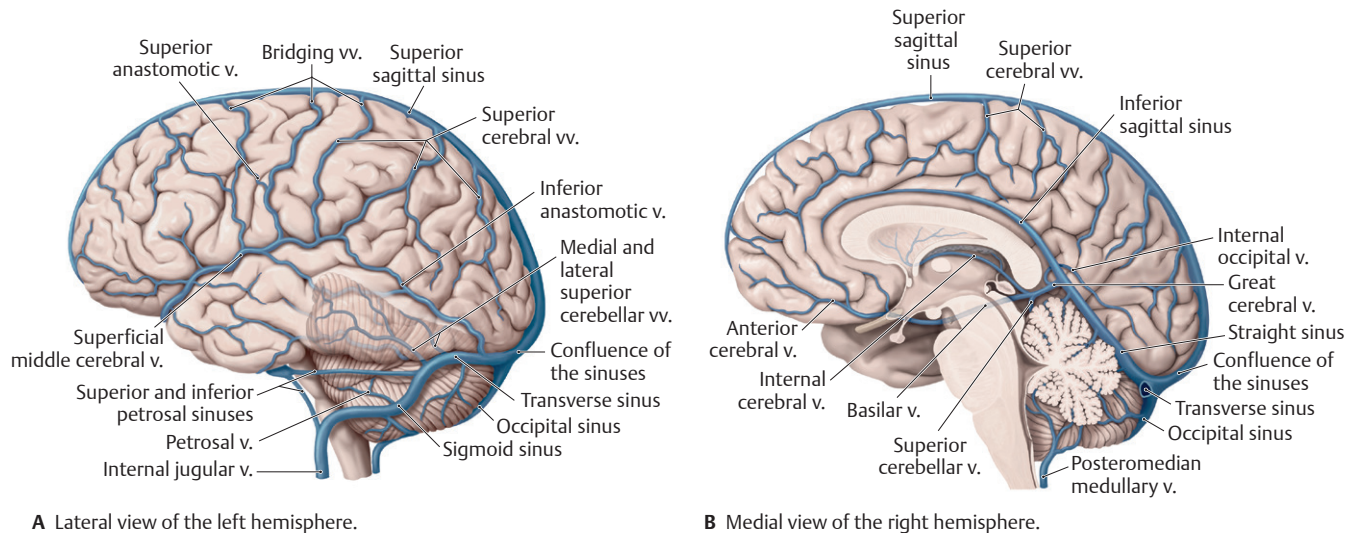 Superior
anastomotic v.
Bridging vv.
Superior
sagittal sinus
Superior
cerebral vv.
Inferior
anastomotic v.
Medial and
lateral
superior
cerebellar vv.
Superficial
middle cerebral v.
Confluence of
the sinuses
Superior and inferior
petrosal sinuses
Transverse sinus
Occipital sinus
Petrosal v.
Sigmoid sinus
Internal jugular v.
A Lateral view of the left hemisphere.
Superior
sagittal
sinus
Superior
cerebral vv.
Inferior
sagittal sinus
Internal
occipital v.
Great
cerebral v.
Anterior
cerebral v.
Straight sinus
Internal
cerebral v.
Basilar v.
Confluence of
the sinuses
Transverse sinus
Occipital sinus
Superior
cerebellar v.
Posteromedian
medullary v.
B Medial view of the right hemisphere.